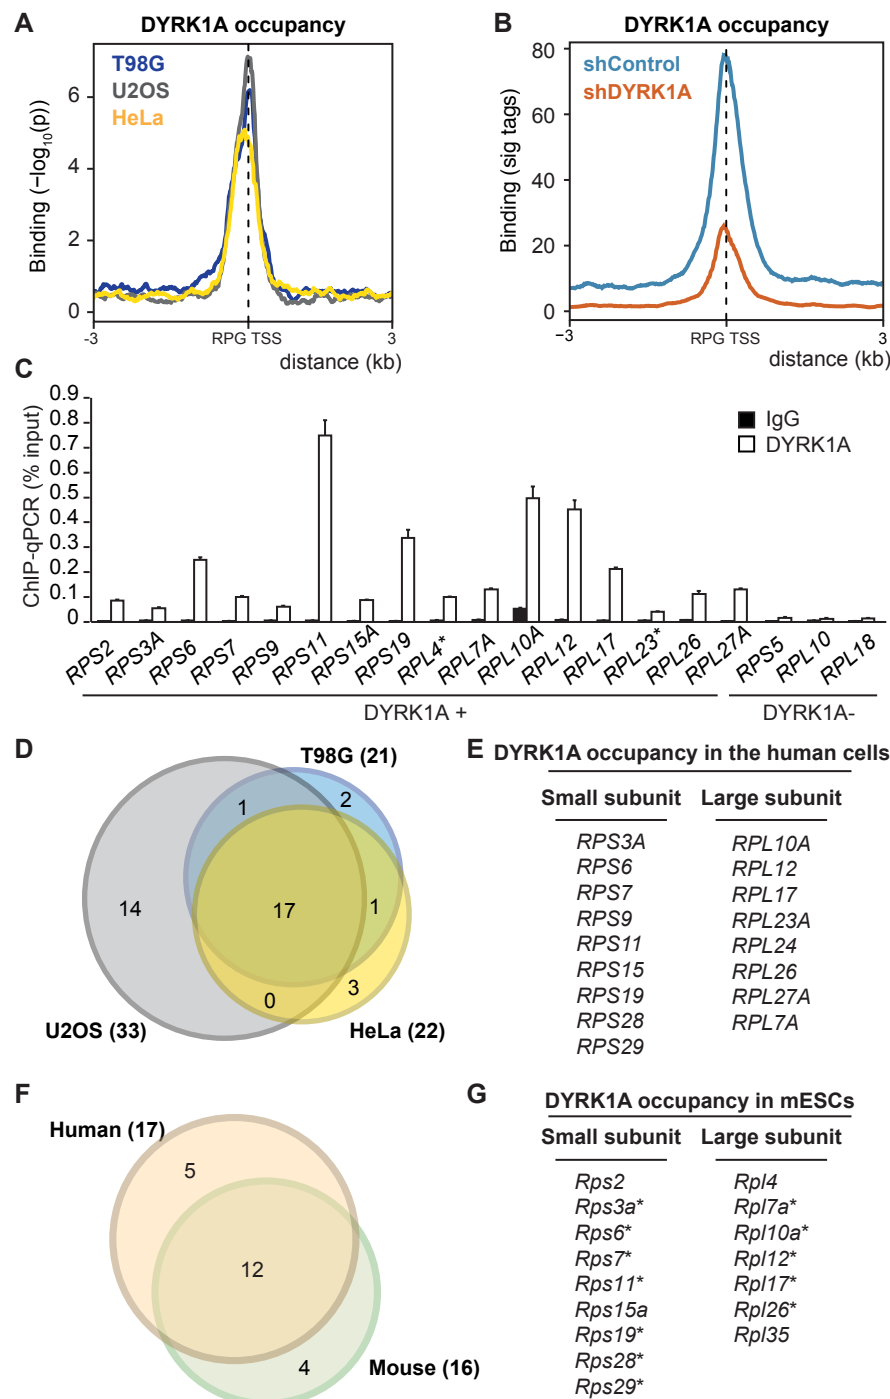 A
DYRK1A occupancy
T98G
U2OS
HeLa
Binding (−log10(p))
6
4
2
0
-3
RPG TSS
3
distance (kb)
B
DYRK1A occupancy
shControl
shDYRK1A
Binding (sig tags)
80
60
40
20
0
−3
RPG TSS
3
distance (kb)
C
ChIP-qPCR (% input)
0.9
0.8
0.7
0.6
0.5
0.4
0.3
0.2
0.1
0
IgG
DYRK1A
RPS2
RPS3A
RPS6
RPS7
RPS9
RPS11
RPS15A
RPS19
RPL4*
RPL7A
RPL10A
RPL12
RPL17
RPL23*
RPL26
RPL27A
RPS5
RPL10
RPL18
DYRK1A +
DYRK1A-
D
T98G (21)
1
2
14
17
1
0
3
U2OS (33)
HeLa (22)
E
DYRK1A occupancy in the human cells
Small subunit
Large subunit
RPS3A
RPL10A
RPS6
RPL12
RPS7
RPL17
RPS9
RPL23A
RPS11
RPL24
RPS15
RPL26
RPS19
RPL27A
RPS28
RPL7A
RPS29
F
Human (17)
5
12
4
Mouse (16)
G
DYRK1A occupancy in mESCs
Small subunit
Large subunit
Rps2
Rpl4
Rps3a*
Rpl7a*
Rps6*
Rpl10a*
Rps7*
Rpl12*
Rps11*
Rpl17*
Rps15a
Rpl26*
Rps19*
Rpl35
Rps28*
Rps29*